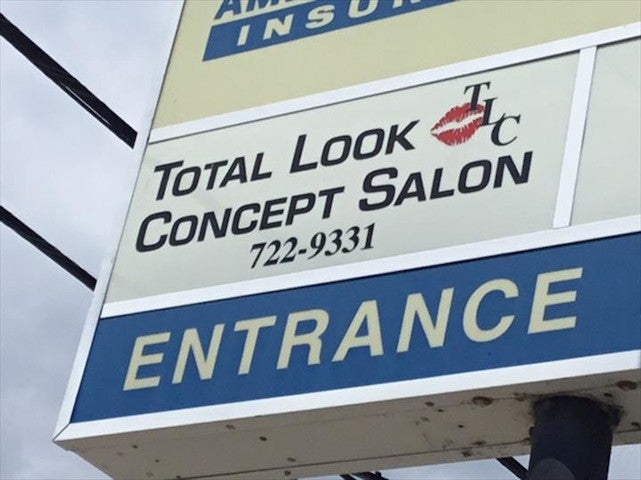 INSU
TOTAL LOOK TLC
CONCEPT SALON
722-9331
ENTRANCE